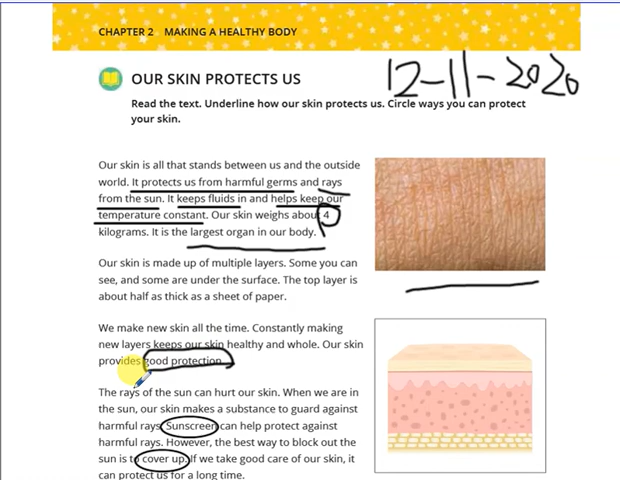 CHAPTER 2 MAKING A HEALTHY BODY
OUR SKIN PROTECTS US
12-11-2020
Read the text. Underline how our skin protects us. Circle ways you can protect
your skin.
Our skin is all that stands between us and the outside
world. It protects us from harmful germs and rays
from the sun. It keeps fluids in and helps keep our
temperature constant. Our skin weighs about 4
kilograms. It is the largest organ in our body.
Our skin is made up of multiple layers. Some you can
see, and some are under the surface. The top layer is
about half as thick as a sheet of paper.
We make new skin all the time. Constantly making
new layers keeps our skin healthy and whole. Our skin
provides good protection.
The rays of the sun can hurt our skin. When we are in
the sun, our skin makes a substance to guard against
harmful rays. Sunscreen can help protect against
harmful rays. However, the best way to block out the
sun is to cover up. If we take good care of our skin, it
can protect us for a long time.